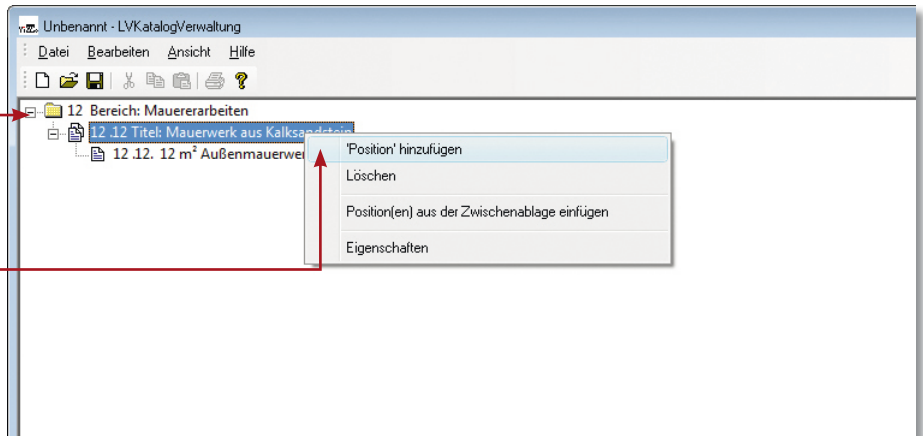 Unbenannt - LVKatalogVerwaltung
Datei Bearbeiten Ansicht Hilfe
12 Bereich: Mauererarbeiten
12 .12 Titel: Mauerwerk aus Kalksandstein
12 .12. 12 m² Außenmauerwe
'Position' hinzufügen
Löschen
Position(en) aus der Zwischenablage einfügen
Eigenschaften